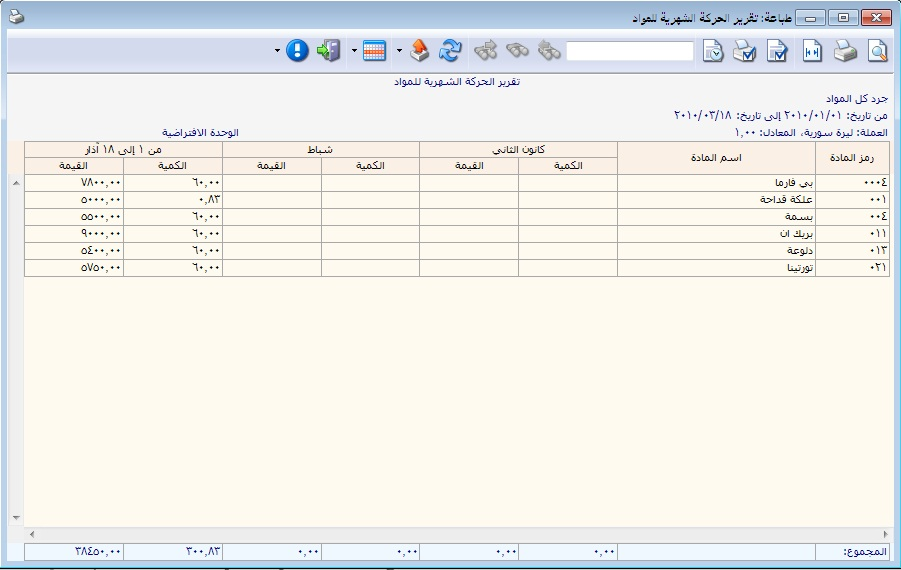 طباعة: تقرير الحركة الشهرية للمواد
تقرير الحركة الشهرية للمواد
جرد كل المواد
من تاريخ: ٢٠١٠/٠١/٠١ إلى تاريخ: ٢٠١٠/٠٣/١٨
العملة: ليرة سورية، المعادل: ١,٠٠ الوحدة الافتراضية
رمز المادة اسم المادة كانون الثاني شباط من ١ إلى ١٨ آذار
الكمية القيمة الكمية القيمة الكمية القيمة
٠٠٠٤ بي فارما ٦٠,٠٠ ٧٨٠٠,٠٠
٠٠١ علكة قداحة ٠,٨٣ ٥٠٠٠,٠٠
٠٠٤ بسمة ٦٠,٠٠ ٥٥٠٠,٠٠
٠١١ بريك ان ٦٠,٠٠ ٩٠٠٠,٠٠
٠١٣ دلوعة ٦٠,٠٠ ٥٤٠٠,٠٠
٠٢١ تورتينا ٦٠,٠٠ ٥٧٥٠,٠٠
المجموع: ٠,٠٠ ٠,٠٠ ٠,٠٠ ٠,٠٠ ٣٠٠,٨٣ ٣٨٤٥٠,٠٠